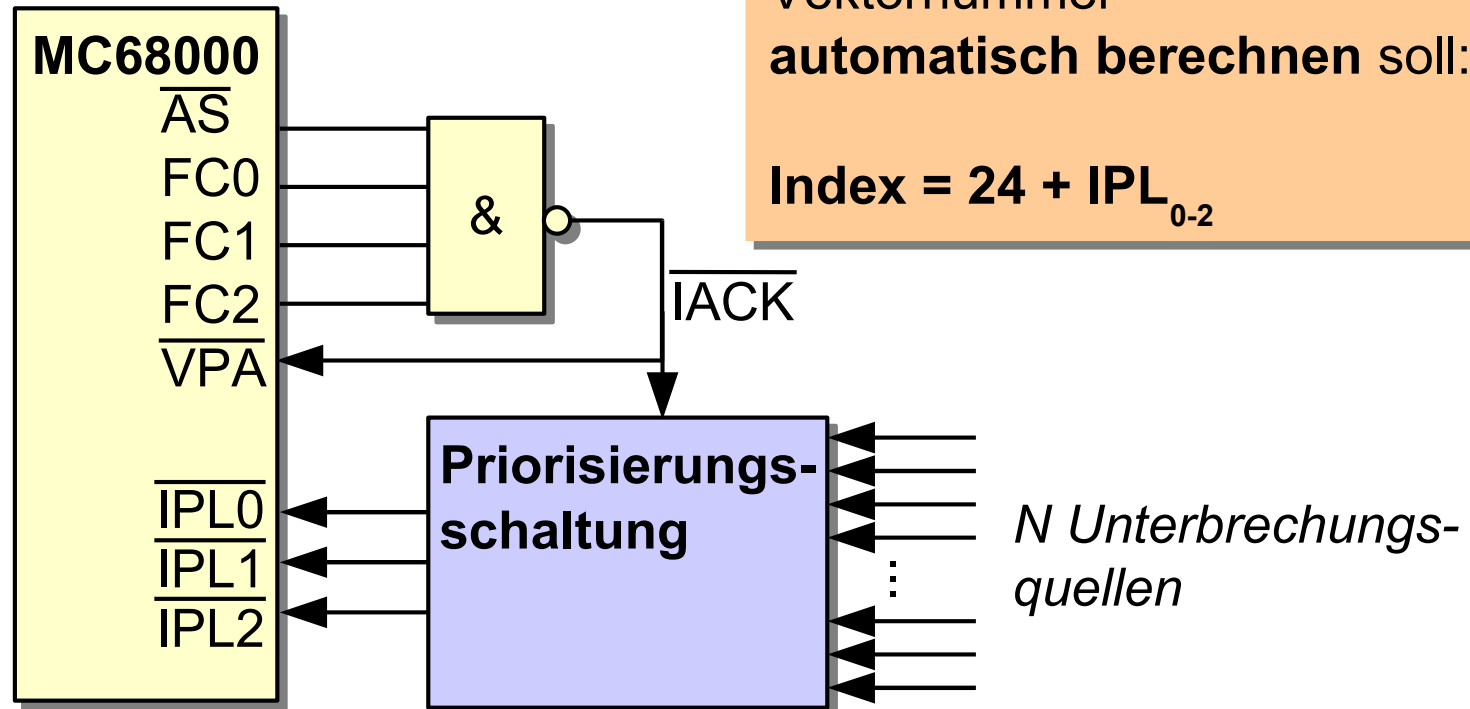 MC68000
AS
FC0
FC1
FC2
VPA
IPL0
IPL1
IPL2
&
IACK
Vektornummer
automatisch berechnen soll:
Index = 24 + IPL0-2
Priorisierungs-
schaltung
N Unterbrechungs-
quellen